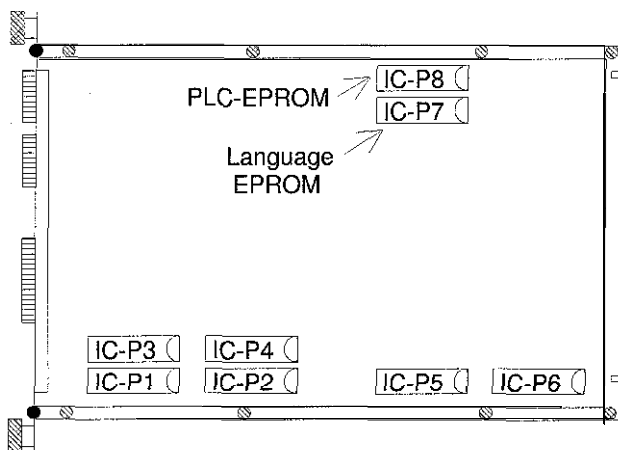 IC-P8
PLC-EPROM
IC-P7
Language
EPROM
IC-P3 IC-P4
IC-P1 IC-P2 IC-P5 IC-P6